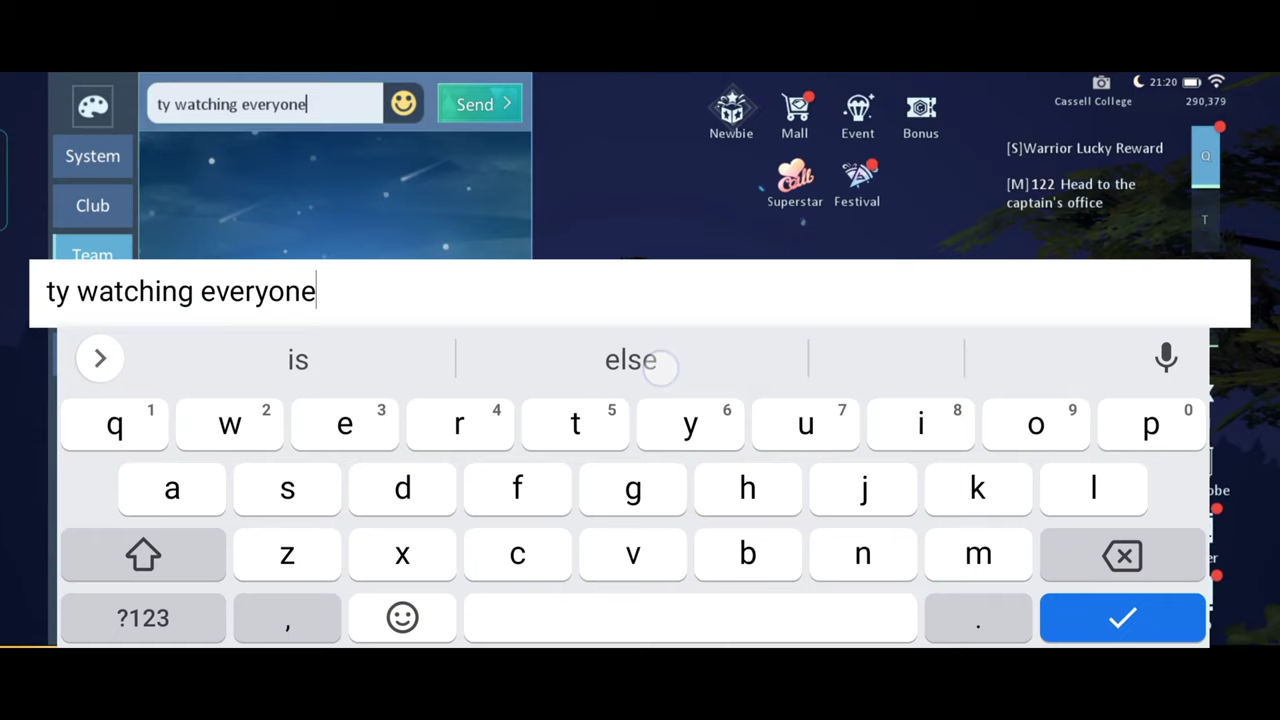 ty watching everyone
Send
System
Club
Team
Newbie
Mall
Event
Bonus
Superstar
Call
Festival
21:20
Cassell College
290,379
[S]Warrior Lucky Reward
[M]122 Head to the
captain's office
Q
T
ty watching everyone
is
else
q 1 w 2 e 3 r 4 t 5 y 6 u 7 i 8 o 9 p 0
a s d f g h j k l
z x c v b n m
?123 , .